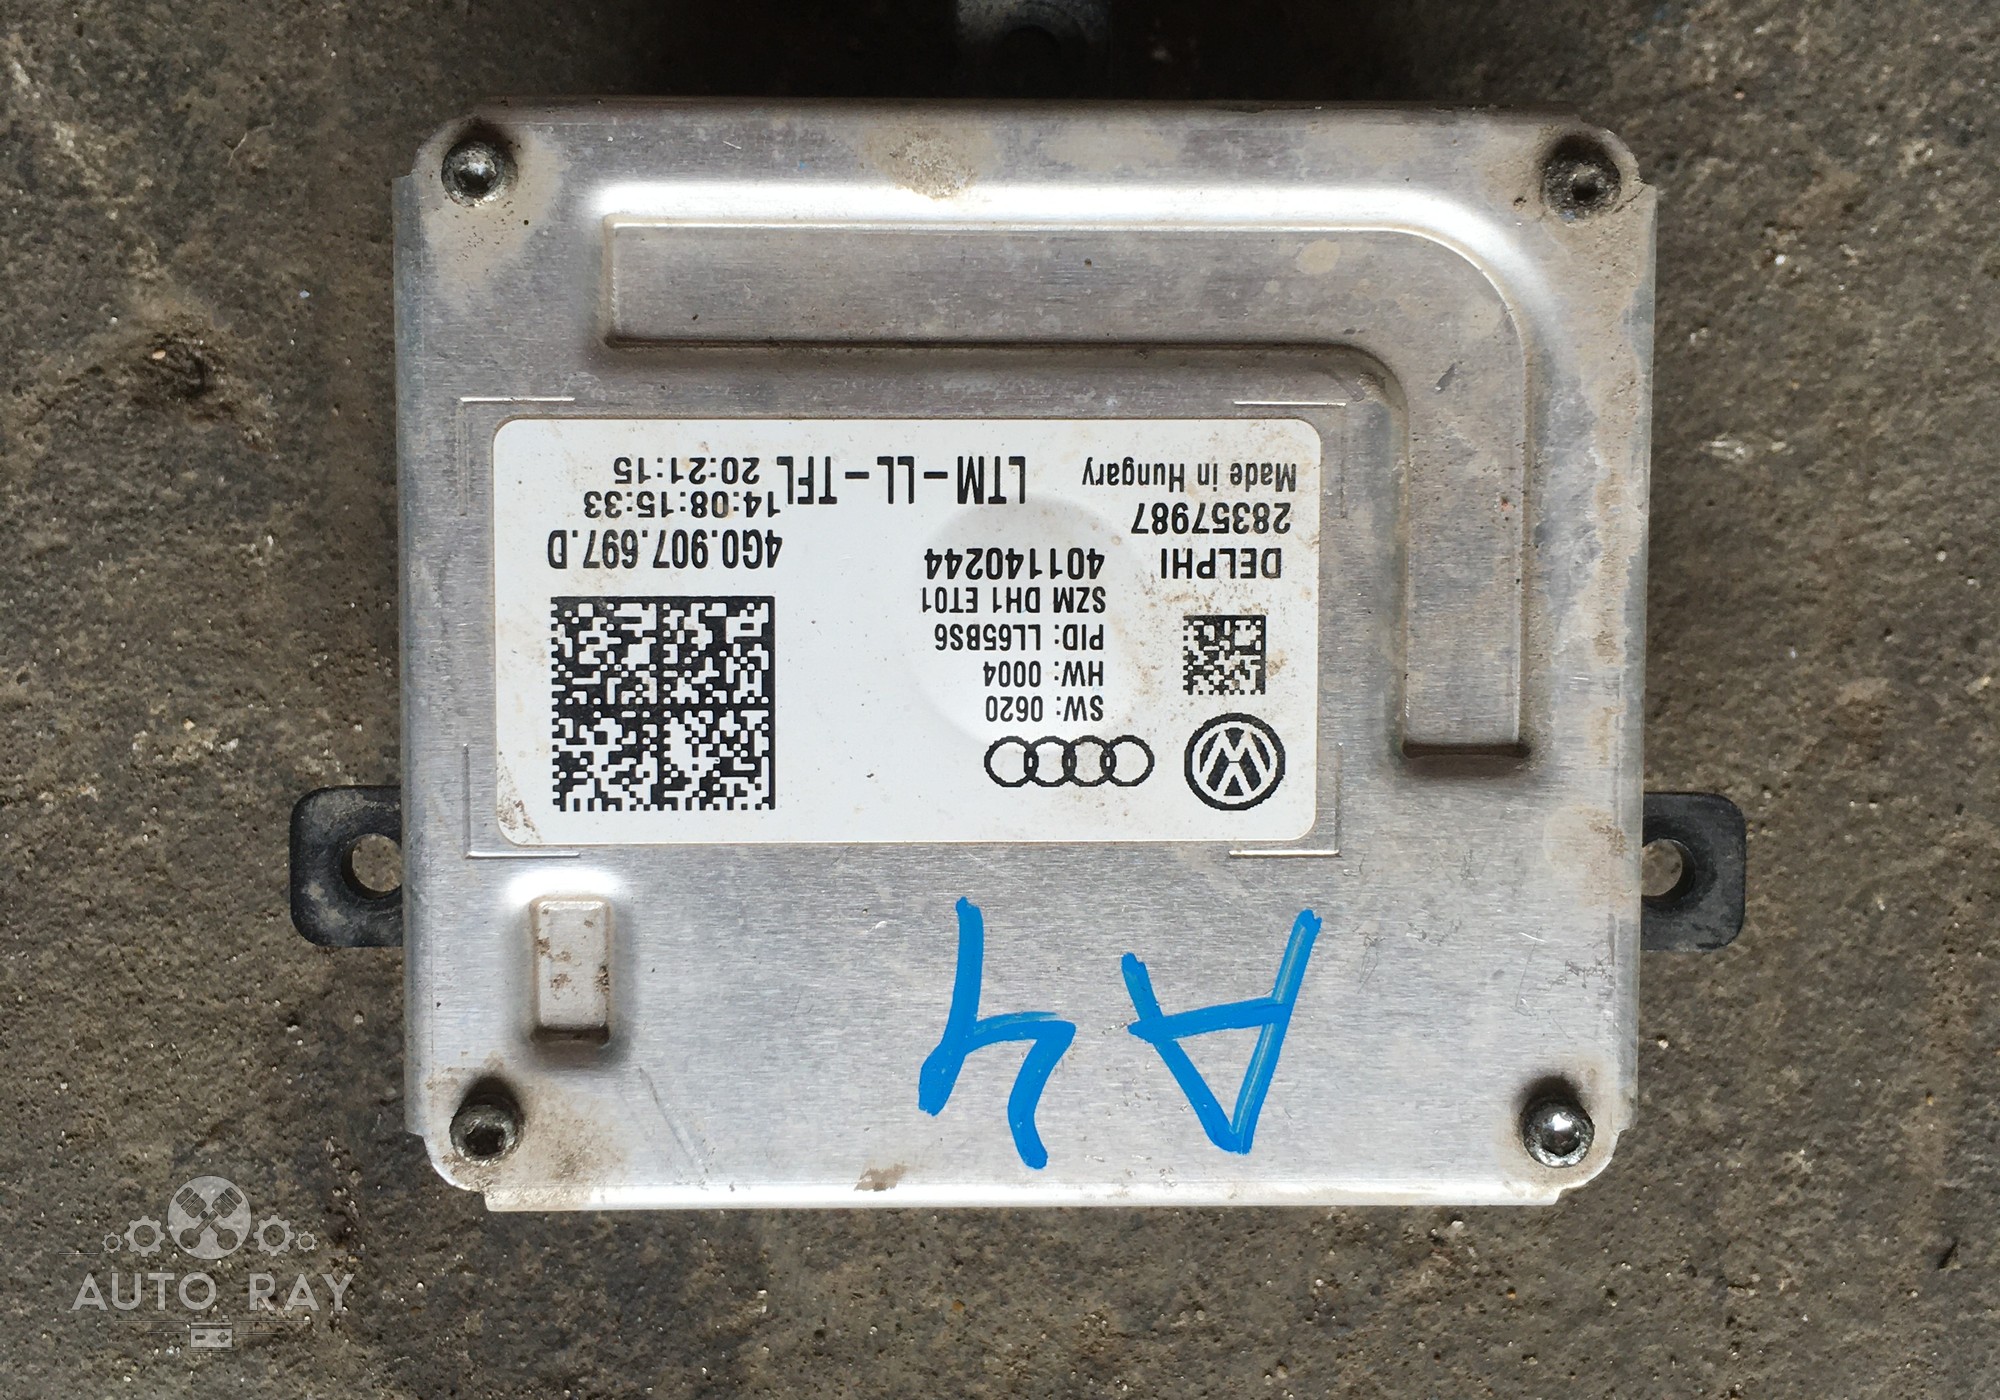 SW: 0620
HW: 0004
PID: LL65BS6
SZM DH1 ET01
DELPHI
401140244
4G0.907.697.D
28357987
14:08:15:33
Made in Hungary
LTM-LL-TFL
20:21:15
A4
AUTO RAY